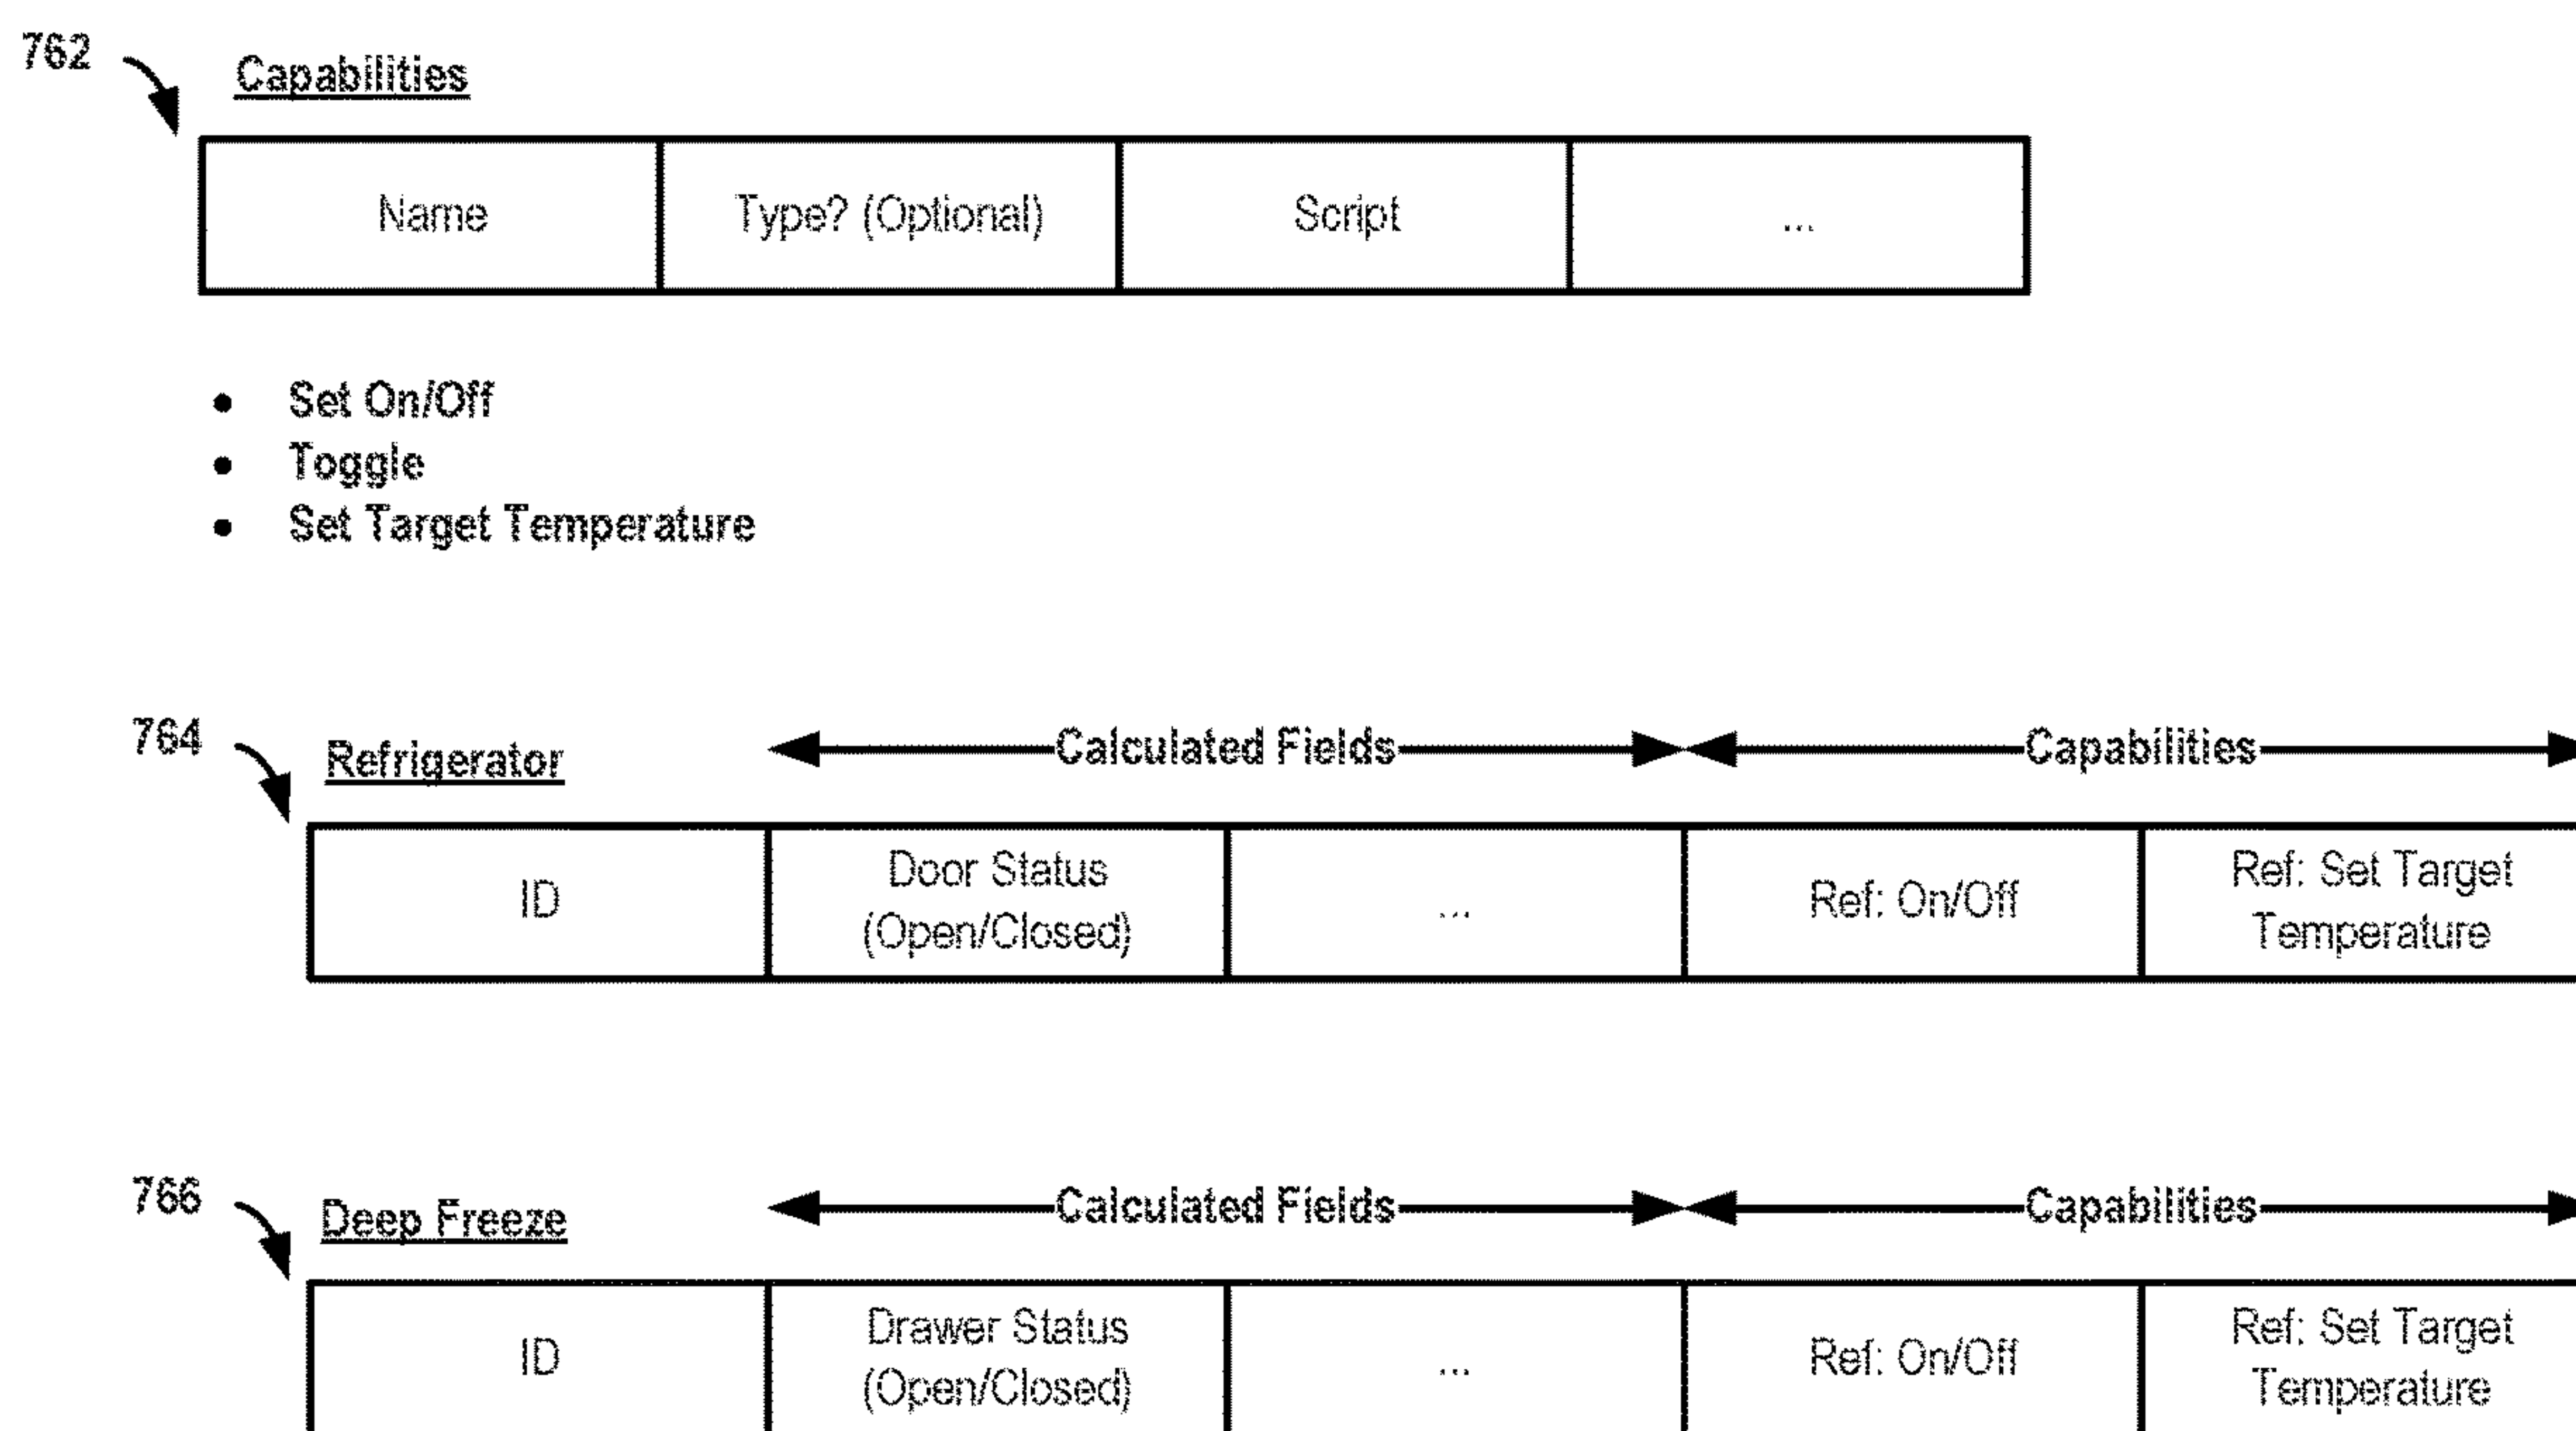 762
Capabilities
Name
Type? (Optional)
Script
...
• Set On/Off
• Toggle
• Set Target Temperature
764
Refrigerator
Calculated Fields
Capabilities
ID
Door Status
(Open/Closed)
...
Ref: On/Off
Ref: Set Target
Temperature
766
Deep Freeze
Calculated Fields
Capabilities
ID
Drawer Status
(Open/Closed)
...
Ref: On/Off
Ref: Set Target
Temperature